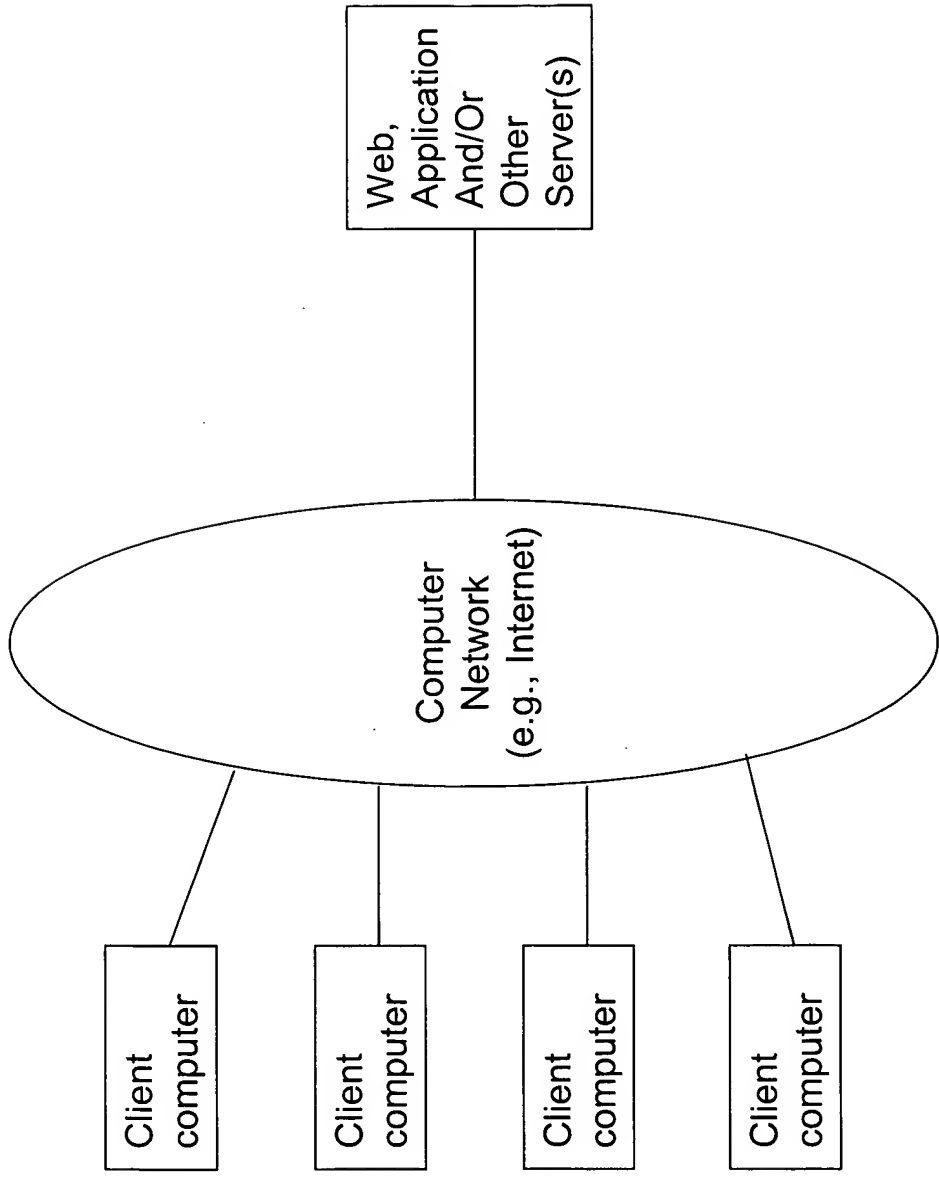 Web,
Application
And/Or
Other
Server(s)
Computer
Network
(e.g., Internet)
Client
computer
Client
computer
Client
computer
Client
computer